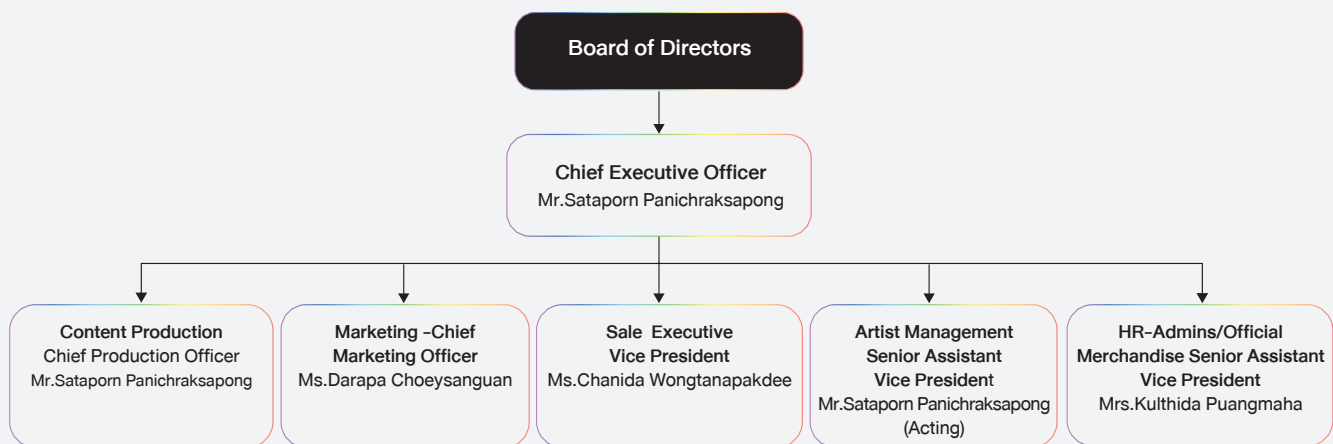 Board of Directors
Chief Executive Officer
Mr.Sataporn Panichraksapong
Content Production
Chief Production Officer
Mr.Sataporn Panichraksapong
Marketing -Chief
Marketing Officer
Ms.Darapa Choeysanguan
Sale Executive
Vice President
Ms.Chanida Wongtanapakdee
Artist Management
Senior Assistant
Vice President
Mr.Sataporn Panichraksapong
(Acting)
HR-Admins/Official
Merchandise Senior Assistant
Vice President
Mrs.Kulthida Puangmaha